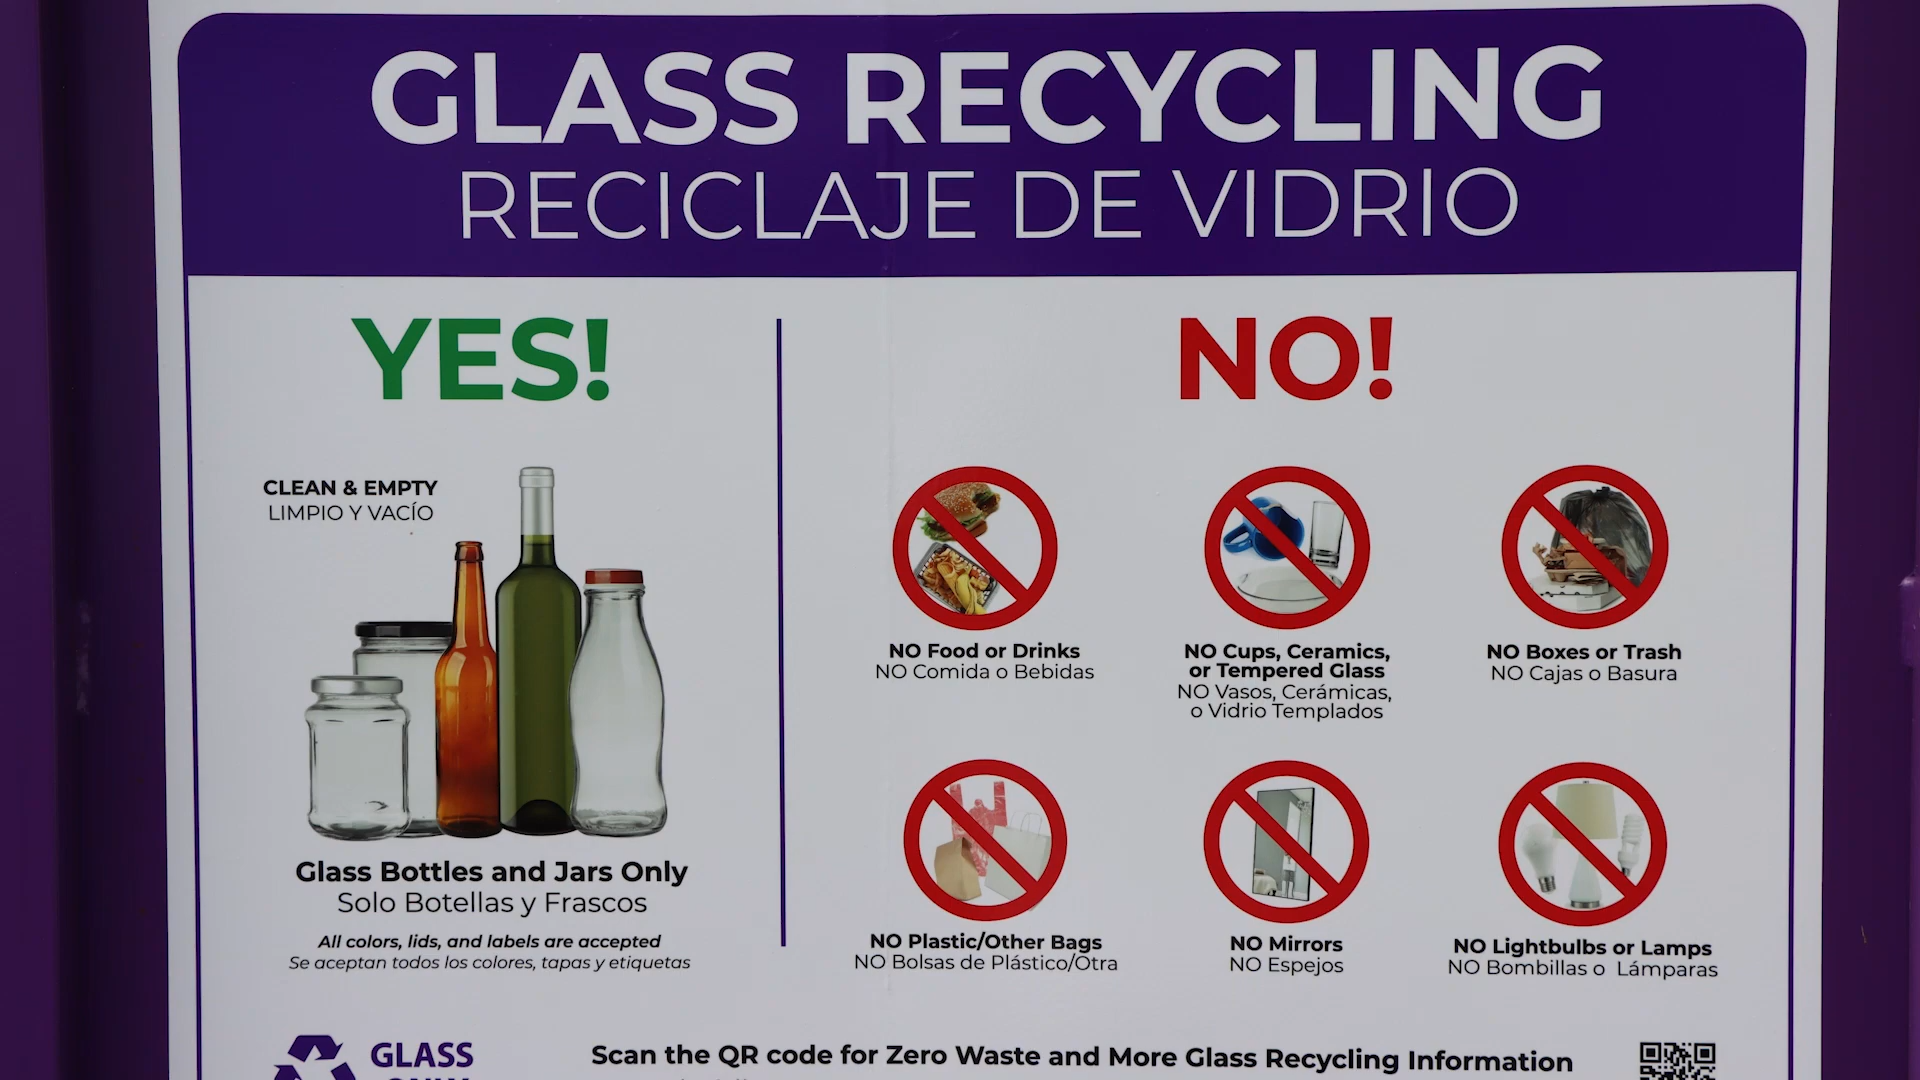 GLASS RECYCLING
RECICLAJE DE VIDRIO
YES!
CLEAN & EMPTY
LIMPIO Y VACÍO
Glass Bottles and Jars Only
Solo Botellas y Frascos
All colors, lids, and labels are accepted
Se aceptan todos los colores, tapas y etiquetas
NO!
NO Food or Drinks
NO Comida o Bebidas
NO Cups, Ceramics,
or Tempered Glass
NO Vasos, Cerámicas,
o Vidrio Templados
NO Boxes or Trash
NO Cajas o Basura
NO Plastic/Other Bags
NO Bolsas de Plástico/Otra
NO Mirrors
NO Espejos
NO Lightbulbs or Lamps
NO Bombillas o Lámparas
GLASS
ONLY
Scan the QR code for Zero Waste and More Glass Recycling Information